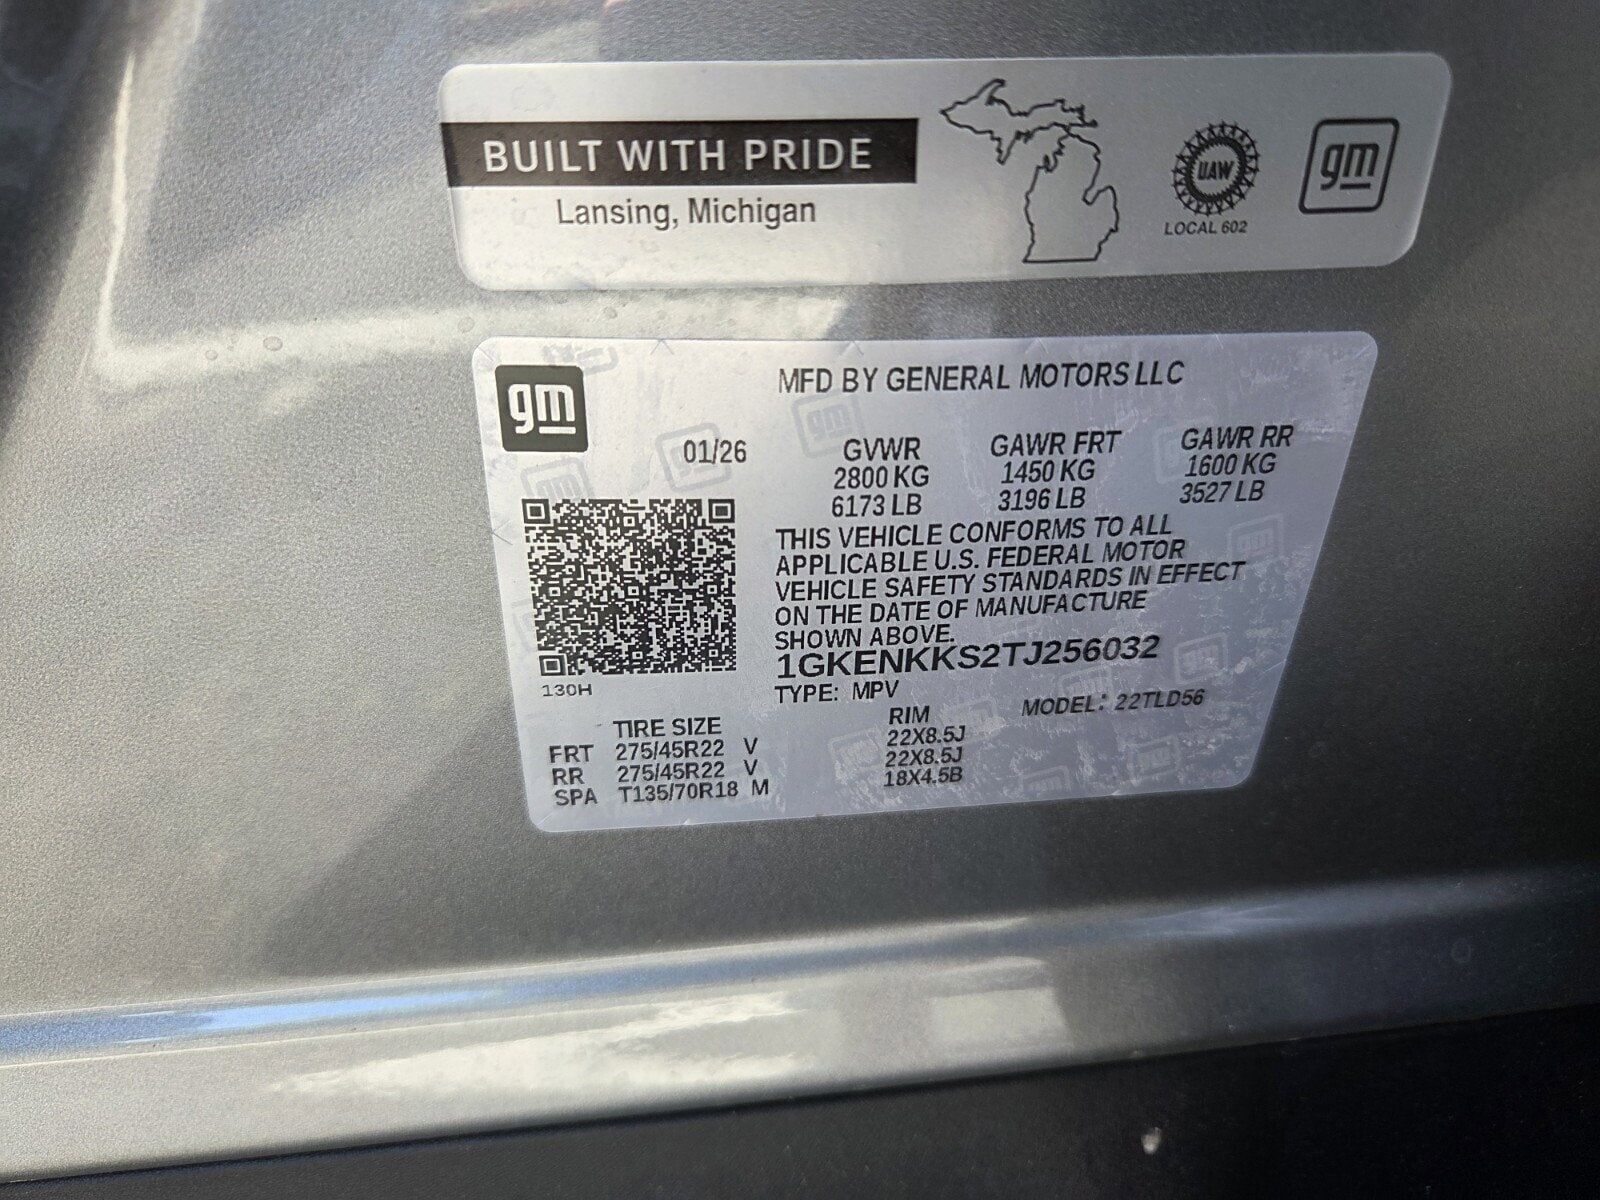 BUILT WITH PRIDE
Lansing, Michigan
UAW
LOCAL 602
gm
gm
MFD BY GENERAL MOTORS LLC
01/26
GVWR GAWR FRT GAWR RR
2800 KG 1450 KG 1600 KG
6173 LB 3196 LB 3527 LB
THIS VEHICLE CONFORMS TO ALL
APPLICABLE U.S. FEDERAL MOTOR
VEHICLE SAFETY STANDARDS IN EFFECT
ON THE DATE OF MANUFACTURE
SHOWN ABOVE.
1GKENKKS2TJ256032
130H
TYPE: MPV MODEL: 22TLD56
TIRE SIZE RIM
FRT 275/45R22 V 22X8.5J
RR 275/45R22 V 22X8.5J
SPA T135/70R18 M 18X4.5B